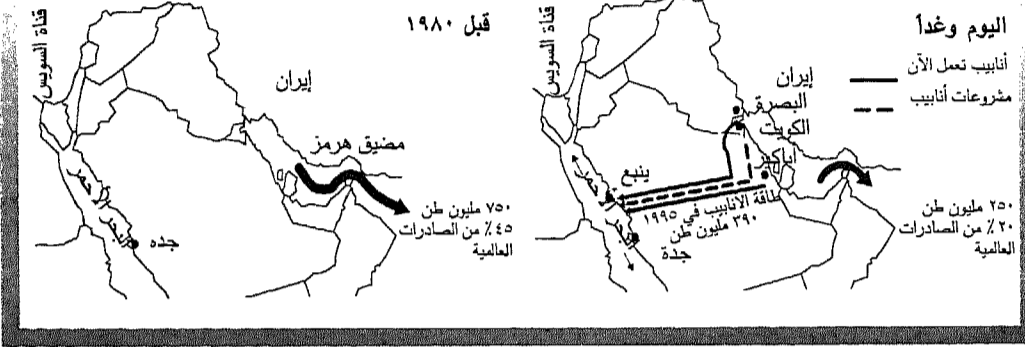 اليوم وغداً
أنابيب تعمل الآن
مشروعات أنابيب
قناة السويس
إيران
البصرة
الكويت
ينبع
طاقة الأنابيب في ١٩٩٥
٣٩٠ مليون طن
جدة
٢٥٠ مليون طن
٢٠٪ من الصادرات
العالمية
قبل ١٩٨٠
قناة السويس
إيران
مضيق هرمز
البحر الأحمر
جده
٧٥٠ مليون طن
٤٥٪ من الصادرات
العالمية